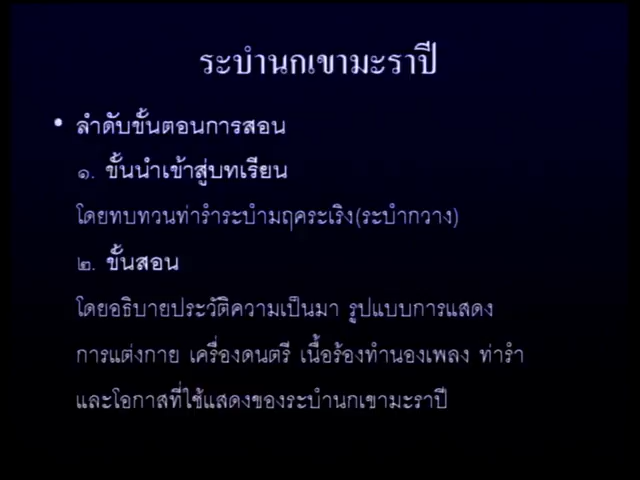 ระบำนกเขามะราปี
• ลำดับขั้นตอนการสอน
๑. ขั้นนำเข้าสู่บทเรียน
โดยทบทวนท่ารำระบำมฤคระเริง(ระบำกวาง)
๒. ขั้นสอน
โดยอธิบายประวัติความเป็นมา รูปแบบการแสดง
การแต่งกาย เครื่องดนตรี เนื้อร้องทำนองเพลง ท่ารำ
และโอกาสที่ใช้แสดงของระบำนกเขามะราปี